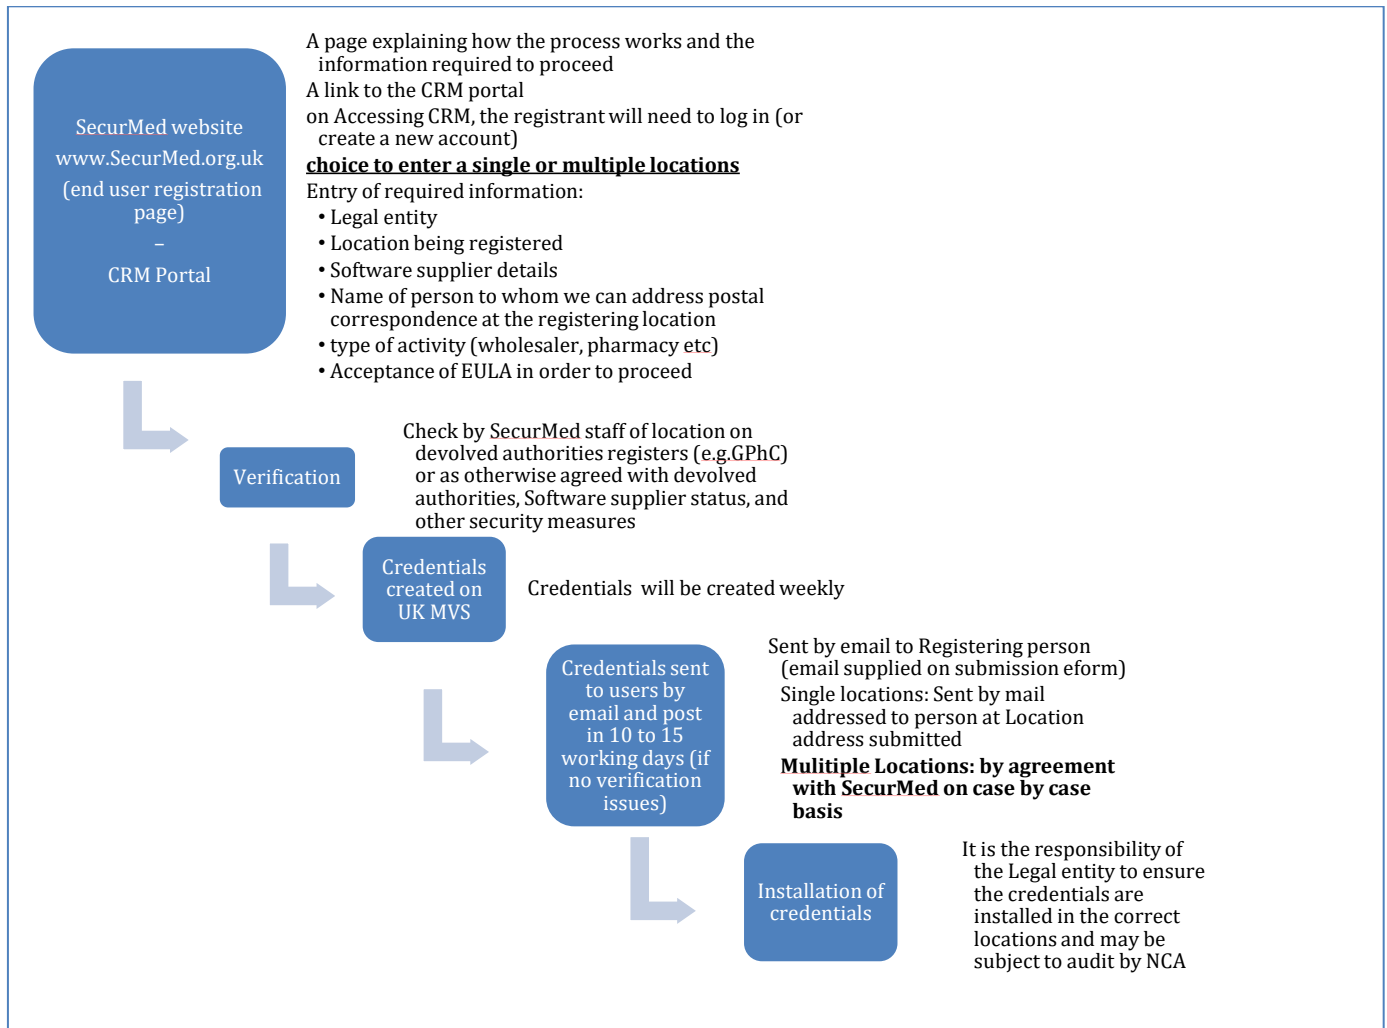 SecurMed website
www.SecurMed.org.uk
(end user registration
page)
–
CRM Portal
A page explaining how the process works and the
information required to proceed
A link to the CRM portal
on Accessing CRM, the registrant will need to log in (or
create a new account)
choice to enter a single or multiple locations
Entry of required information:
• Legal entity
• Location being registered
• Software supplier details
• Name of person to whom we can address postal
correspondence at the registering location
• type of activity (wholesaler, pharmacy etc)
• Acceptance of EULA in order to proceed
Verification
Check by SecurMed staff of location on
devolved authorities registers (e.g.GPhC)
or as otherwise agreed with devolved
authorities, Software supplier status, and
other security measures
Credentials
created on
UK MVS
Credentials will be created weekly
Credentials sent
to users by
email and post
in 10 to 15
working days (if
no verification
issues)
Sent by email to Registering person
(email supplied on submission eform)
Single locations: Sent by mail
addressed to person at Location
address submitted
Mulitiple Locations: by agreement
with SecurMed on case by case
basis
Installation of
credentials
It is the responsibility of
the Legal entity to ensure
the credentials are
installed in the correct
locations and may be
subject to audit by NCA